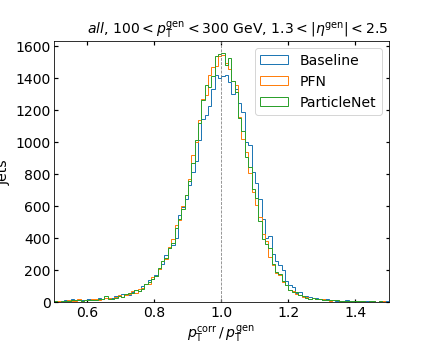 all, 100 < p_T^gen < 300 GeV, 1.3 < |η^gen| < 2.5
Baseline
PFN
ParticleNet
1600
1400
1200
1000
800
600
400
200
0
Jets
0.6 0.8 1.0 1.2 1.4
p_T^corr / p_T^gen